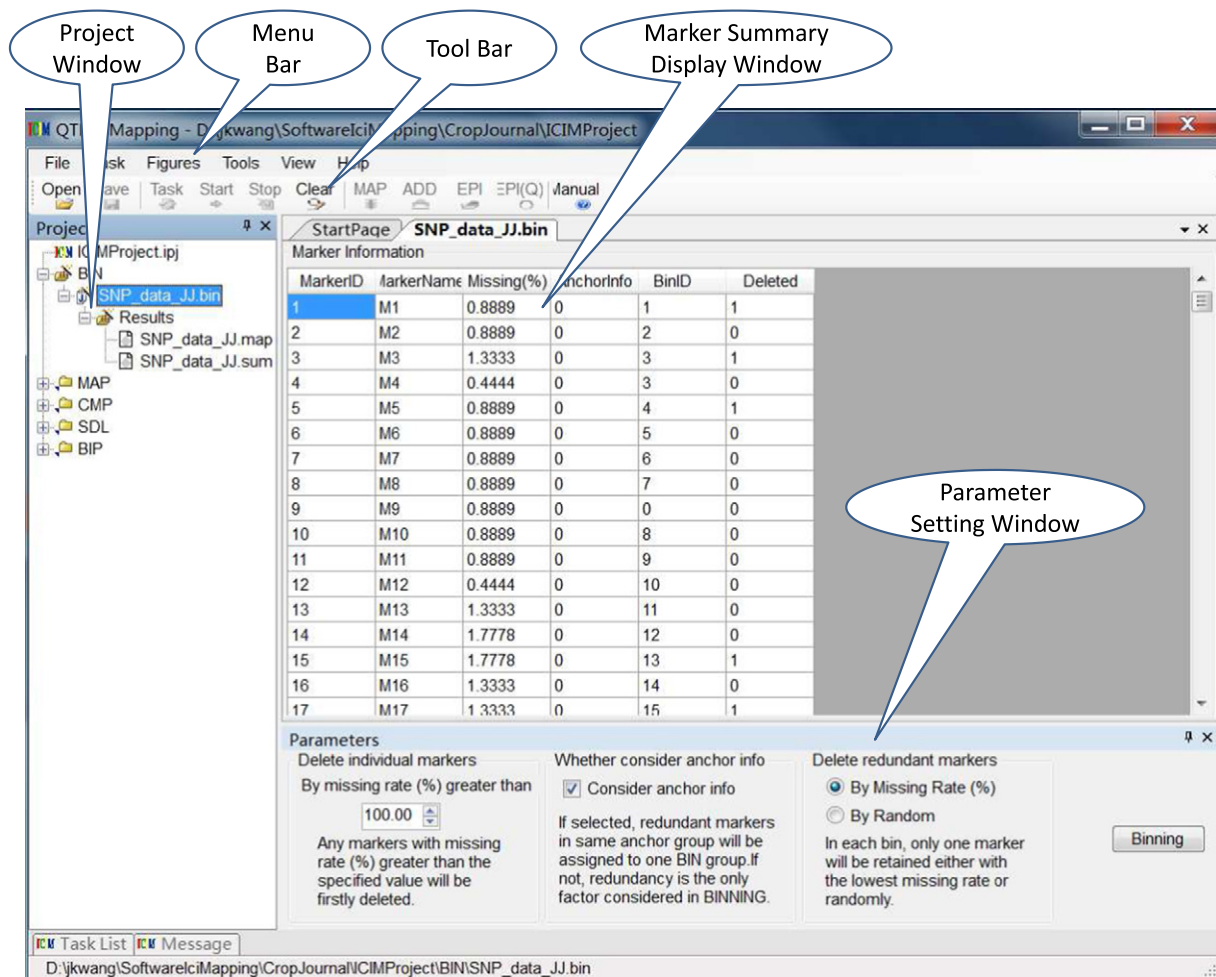 Project
Window
Menu
Bar
Tool Bar
Marker Summary
Display Window
Mapping - D:\jkwang\SoftwareIciMapping\CropJournal\ICIMProject
File Task Figures Tools View Help
Open Save Task Start Stop Clear MAP ADD EPI EPI(Q) Manual
Project
StartPage SNP_data_JJ.bin
ICIMProject.ipj
BIN
SNP_data_JJ.bin
Results
SNP_data_JJ.map
SNP_data_JJ.sum
MAP
CMP
SDL
BIP
Marker Information
MarkerID MarkerName Missing(%) AnchorInfo BinID Deleted
1 M1 0.8889 0 1 1
2 M2 0.8889 0 2 0
3 M3 1.3333 0 3 1
4 M4 0.4444 0 3 0
5 M5 0.8889 0 4 1
6 M6 0.8889 0 5 0
7 M7 0.8889 0 6 0
8 M8 0.8889 0 7 0
9 M9 0.8889 0 0 0
10 M10 0.8889 0 8 0
11 M11 0.8889 0 9 0
12 M12 0.4444 0 10 0
13 M13 1.3333 0 11 0
14 M14 1.7778 0 12 0
15 M15 1.7778 0 13 1
16 M16 1.3333 0 14 0
17 M17 1.3333 0 15 1
Parameter
Setting Window
Parameters
Delete individual markers
By missing rate (%) greater than
100.00
Any markers with missing
rate (%) greater than the
specified value will be
firstly deleted.
Whether consider anchor info
Consider anchor info
If selected, redundant markers
in same anchor group will be
assigned to one BIN group.If
not, redundancy is the only
factor considered in BINNING.
Delete redundant markers
By Missing Rate (%)
By Random
In each bin, only one marker
will be retained either with
the lowest missing rate or
randomly.
Binning
Task List Message
D:\jkwang\SoftwareIciMapping\CropJournal\ICIMProject\BIN\SNP_data_JJ.bin